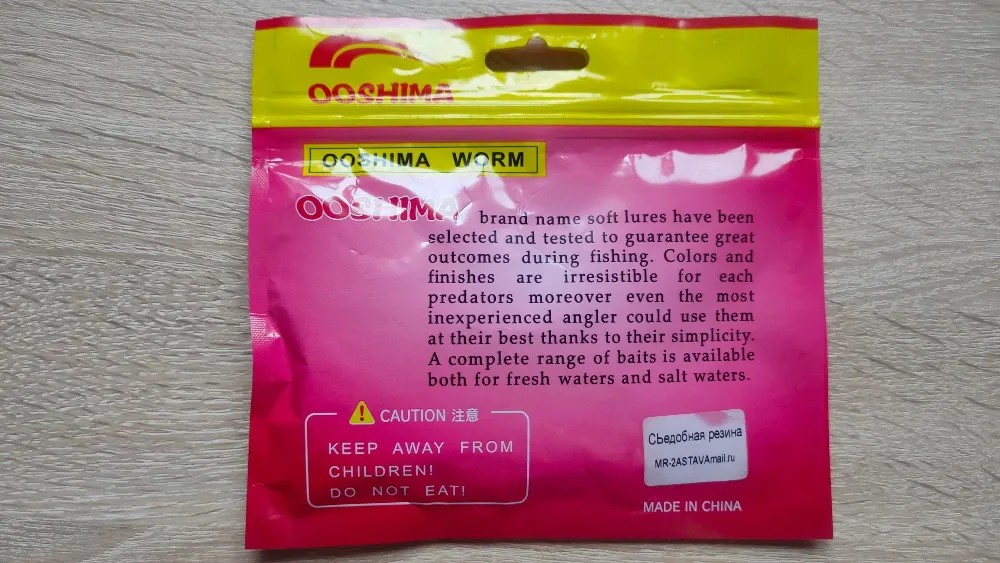 OOSHIMA
OOSHIMA WORM
OOSHIMA brand name soft lures have been
selected and tested to guarantee great
outcomes during fishing. Colors and
finishes are irresistible for each
predators moreover even the most
inexperienced angler could use them
at their best thanks to their simplicity.
A complete range of baits is available
both for fresh waters and salt waters.
CAUTION 注意
KEEP AWAY FROM
CHILDREN!
DO NOT EAT!
СЬедобная резина
MR-2ASTAVAmail.ru
MADE IN CHINA